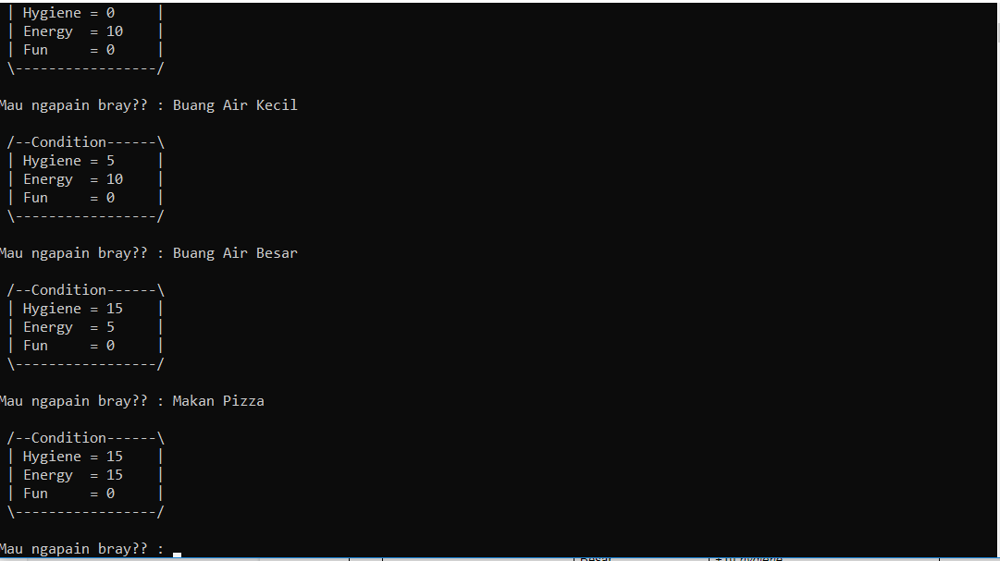 | Hygiene = 0     |
| Energy  = 10    |
| Fun     = 0     |
\-----------------/
Mau ngapain bray?? : Buang Air Kecil
/--Condition------\
| Hygiene = 5     |
| Energy  = 10    |
| Fun     = 0     |
\-----------------/
Mau ngapain bray?? : Buang Air Besar
/--Condition------\
| Hygiene = 15    |
| Energy  = 5     |
| Fun     = 0     |
\-----------------/
Mau ngapain bray?? : Makan Pizza
/--Condition------\
| Hygiene = 15    |
| Energy  = 15    |
| Fun     = 0     |
\-----------------/
Mau ngapain bray?? :